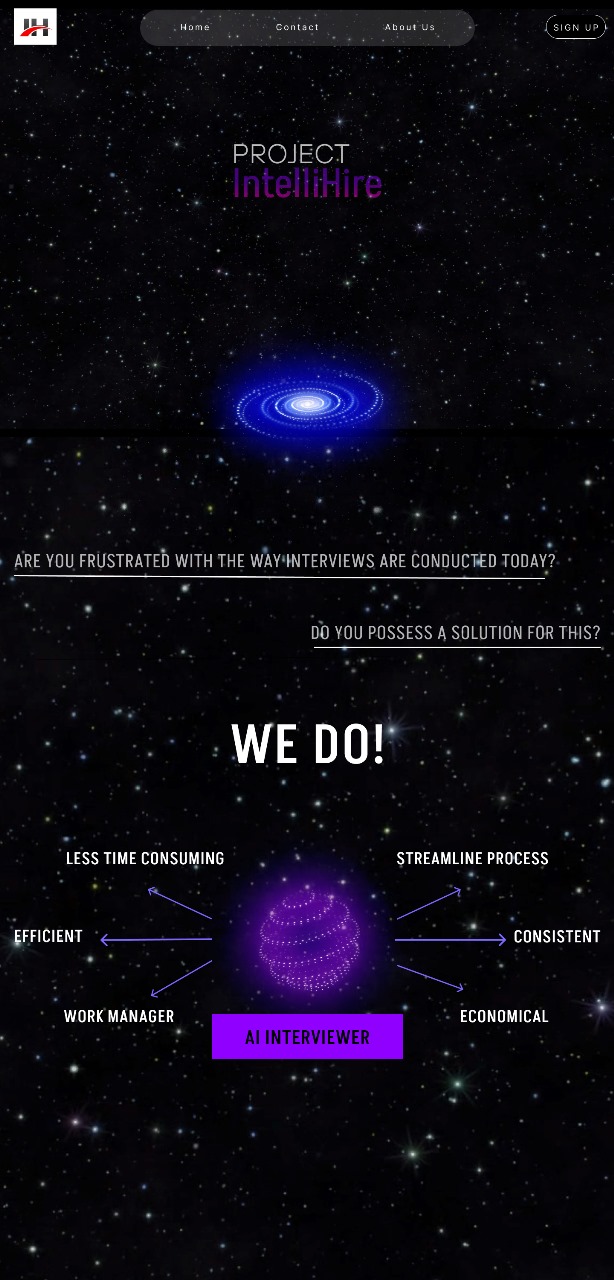 IH
Home Contact About Us SIGN UP
PROJECT
IntelliHire
ARE YOU FRUSTRATED WITH THE WAY INTERVIEWS ARE CONDUCTED TODAY?
DO YOU POSSESS A SOLUTION FOR THIS?
WE DO!
LESS TIME CONSUMING STREAMLINE PROCESS
EFFICIENT CONSISTENT
WORK MANAGER ECONOMICAL
AI INTERVIEWER